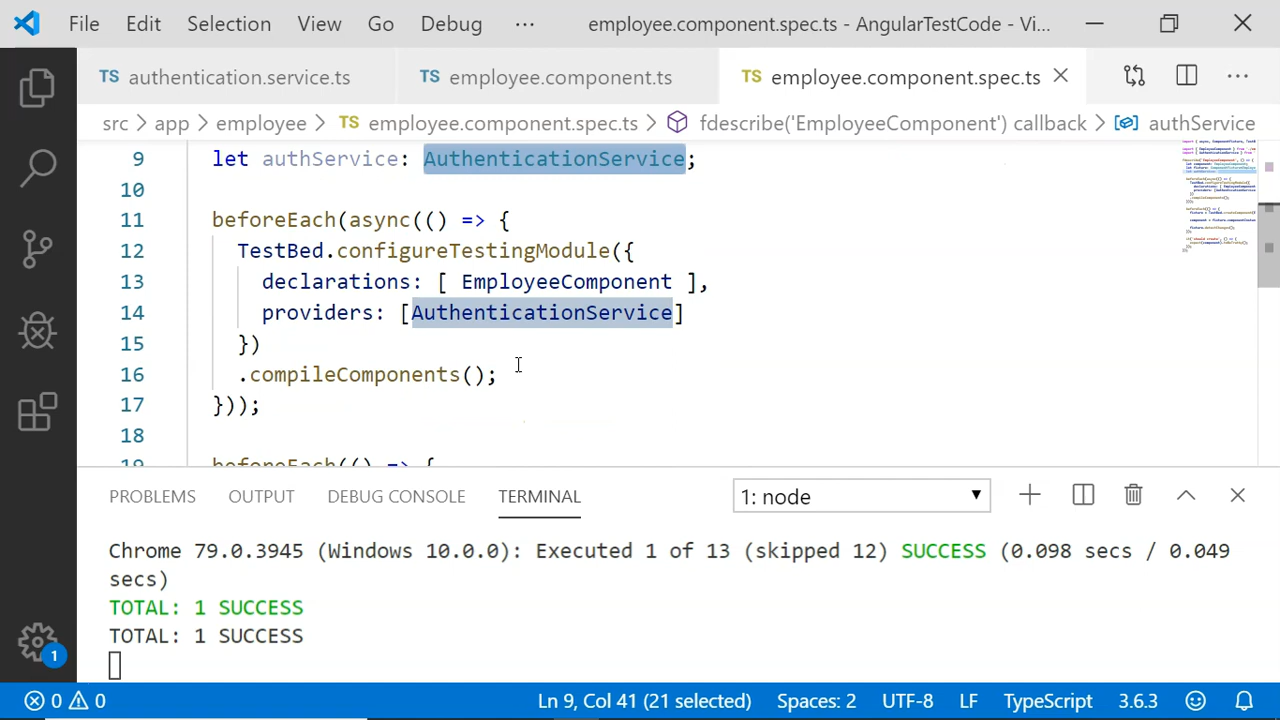 File Edit Selection View Go Debug ... employee.component.spec.ts - AngularTestCode - Vi...
TS authentication.service.ts TS employee.component.ts TS employee.component.spec.ts
src > app > employee > TS employee.component.spec.ts > fdescribe('EmployeeComponent') callback > authService
9 let authService: AuthenticationService;
10
11 beforeEach(async(() => {
12 TestBed.configureTestingModule({
13 declarations: [ EmployeeComponent ],
14 providers: [AuthenticationService]
15 })
16 .compileComponents();
17 }));
18
19 beforeEach(() => {
PROBLEMS OUTPUT DEBUG CONSOLE TERMINAL 1: node
Chrome 79.0.3945 (Windows 10.0.0): Executed 1 of 13 (skipped 12) SUCCESS (0.098 secs / 0.049
secs)
TOTAL: 1 SUCCESS
TOTAL: 1 SUCCESS
1
0 0 Ln 9, Col 41 (21 selected) Spaces: 2 UTF-8 LF TypeScript 3.6.3